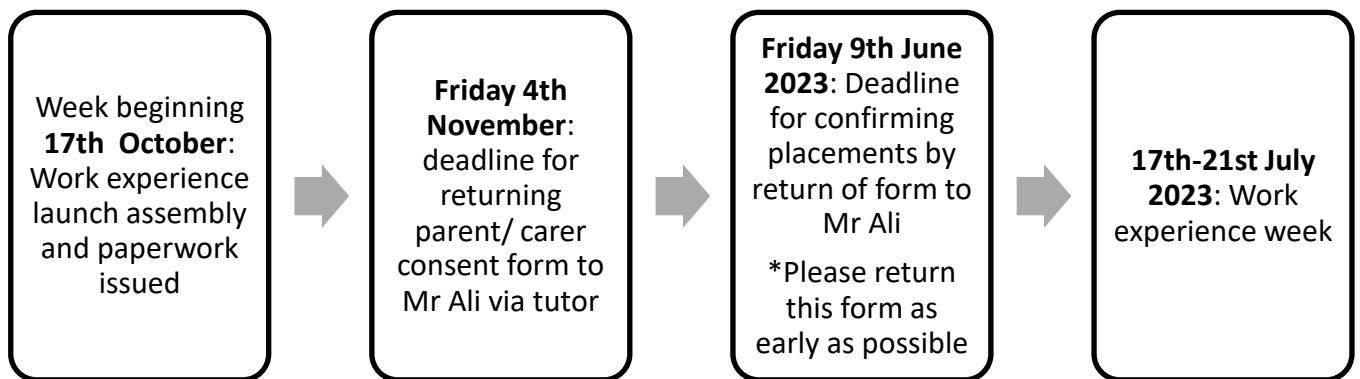 Week beginning
17th  October:
Work experience
launch assembly
and paperwork
issued
Friday 4th
November:
deadline for
returning
parent/ carer
consent form to
Mr Ali via tutor
Friday 9th June
2023: Deadline
for confirming
placements by
return of form to
Mr Ali
*Please return
this form as
early as possible
17th-21st July
2023: Work
experience week